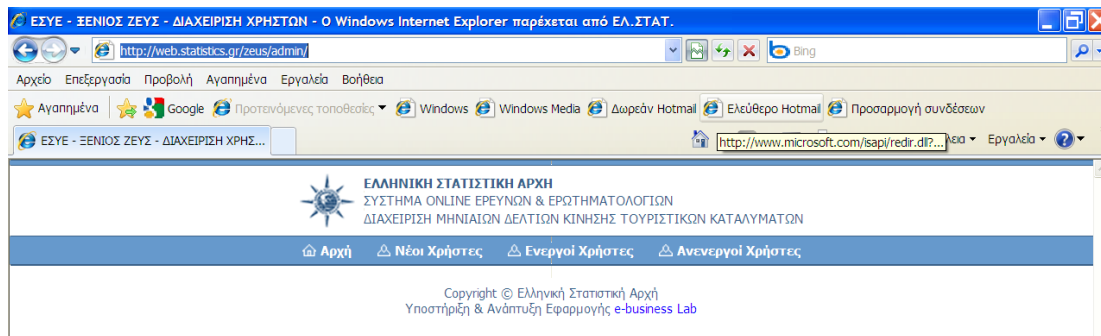 ΕΣΥΕ - ΞΕΝΙΟΣ ΖΕΥΣ - ΔΙΑΧΕΙΡΙΣΗ ΧΡΗΣΤΩΝ - Ο Windows Internet Explorer παρέχεται από ΕΛ.ΣΤΑΤ.
http://web.statistics.gr/zeus/admin/ Bing
Αρχείο Επεξεργασία Προβολή Αγαπημένα Εργαλεία Βοήθεια
Αγαπημένα Google Προτεινόμενες τοποθεσίες Windows Windows Media Δωρεάν Hotmail Ελεύθερο Hotmail Προσαρμογή συνδέσεων
ΕΣΥΕ - ΞΕΝΙΟΣ ΖΕΥΣ - ΔΙΑΧΕΙΡΙΣΗ ΧΡΗΣ... Εργαλεία
http://www.microsoft.com/isapi/redir.dll?...
ΕΛΛΗΝΙΚΗ ΣΤΑΤΙΣΤΙΚΗ ΑΡΧΗ
ΣΥΣΤΗΜΑ ONLINE ΕΡΕΥΝΩΝ & ΕΡΩΤΗΜΑΤΟΛΟΓΙΩΝ
ΔΙΑΧΕΙΡΙΣΗ ΜΗΝΙΑΙΩΝ ΔΕΛΤΙΩΝ ΚΙΝΗΣΗΣ ΤΟΥΡΙΣΤΙΚΩΝ ΚΑΤΑΛΥΜΑΤΩΝ
Αρχή Νέοι Χρήστες Ενεργοί Χρήστες Ανενεργοί Χρήστες
Copyright © Ελληνική Στατιστική Αρχή
Υποστήριξη & Ανάπτυξη Εφαρμογής e-business Lab